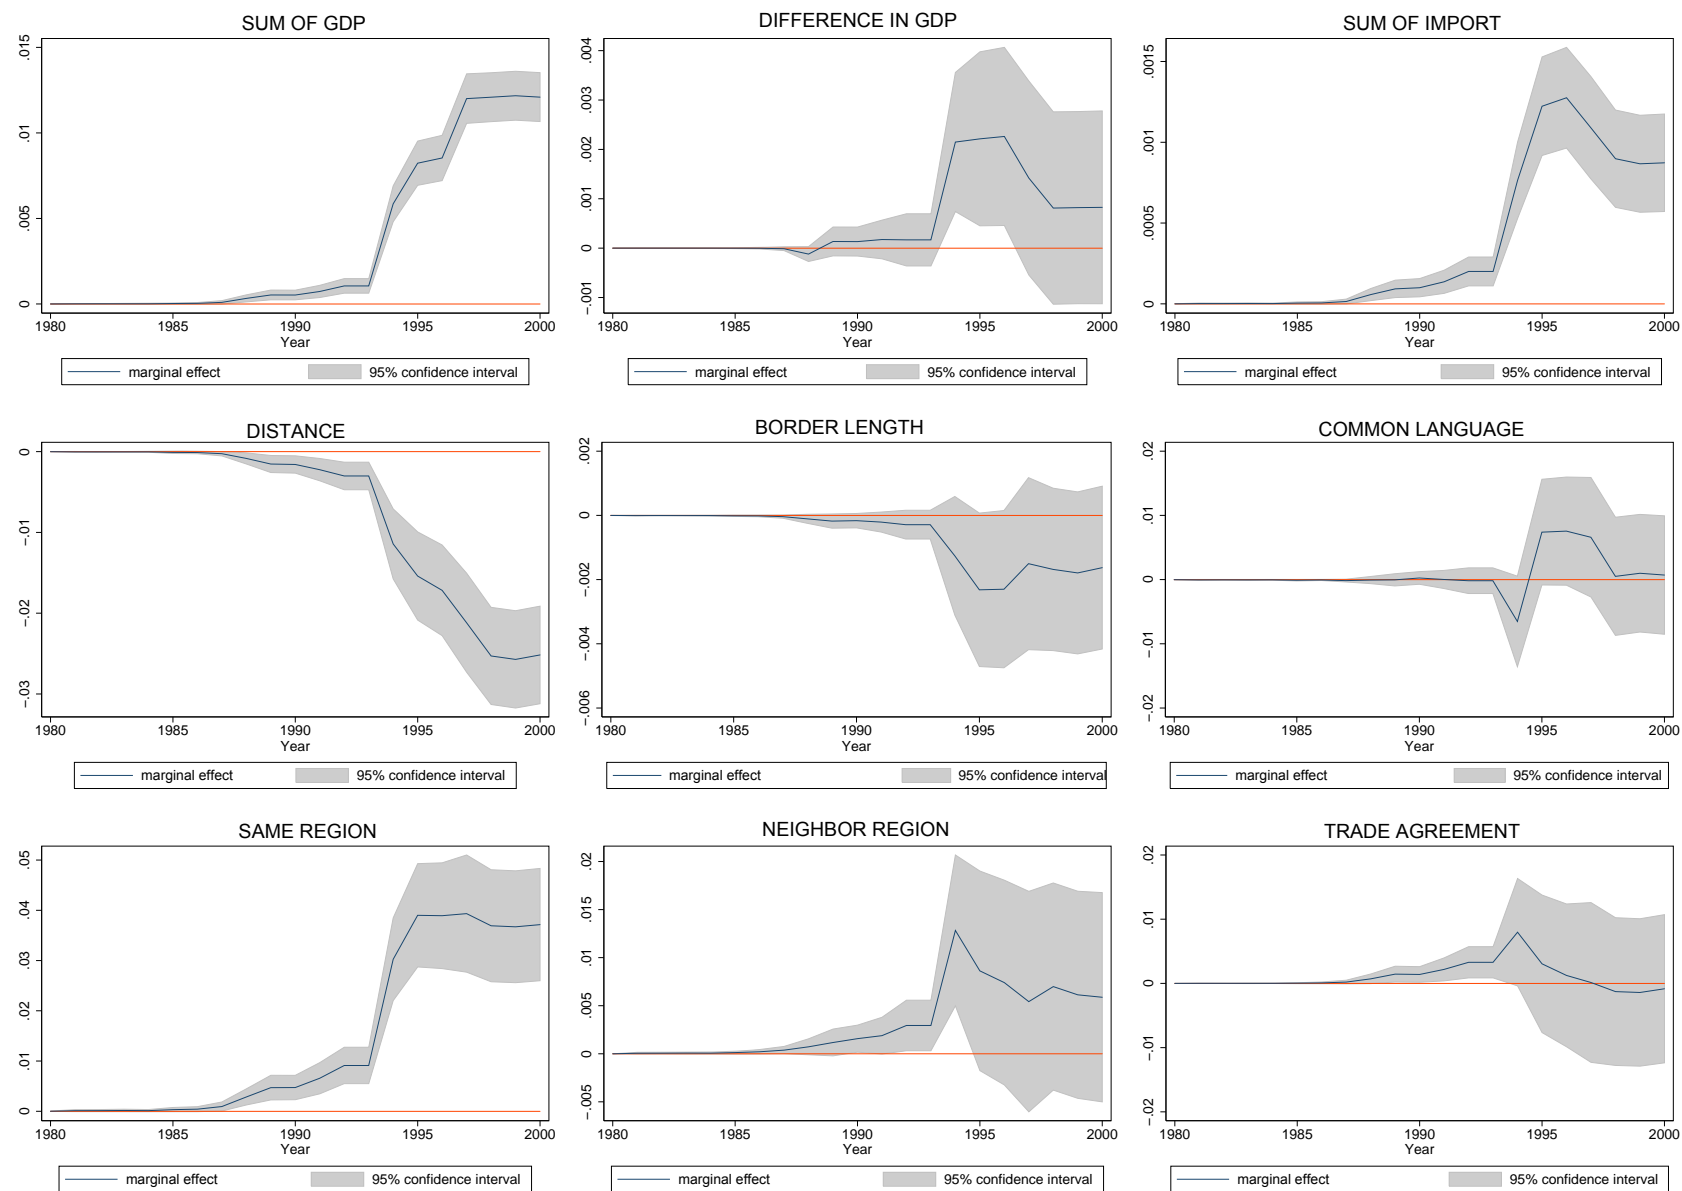 SUM OF GDP
.015
.01
.005
0
1980 1985 1990 1995 2000
Year
marginal effect 95% confidence interval
DIFFERENCE IN GDP
.004
.003
.002
.001
0
−.001
1980 1985 1990 1995 2000
Year
marginal effect 95% confidence interval
SUM OF IMPORT
.0015
.001
.0005
0
1980 1985 1990 1995 2000
Year
marginal effect 95% confidence interval
DISTANCE
0
−.01
−.02
−.03
1980 1985 1990 1995 2000
Year
marginal effect 95% confidence interval
BORDER LENGTH
.002
0
−.002
−.004
−.006
1980 1985 1990 1995 2000
Year
marginal effect 95% confidence interval
COMMON LANGUAGE
.02
.01
0
−.01
−.02
1980 1985 1990 1995 2000
Year
marginal effect 95% confidence interval
SAME REGION
.05
.04
.03
.02
.01
0
1980 1985 1990 1995 2000
Year
marginal effect 95% confidence interval
NEIGHBOR REGION
.02
.015
.01
.005
0
−.005
1980 1985 1990 1995 2000
Year
marginal effect 95% confidence interval
TRADE AGREEMENT
.02
.01
0
−.01
−.02
1980 1985 1990 1995 2000
Year
marginal effect 95% confidence interval